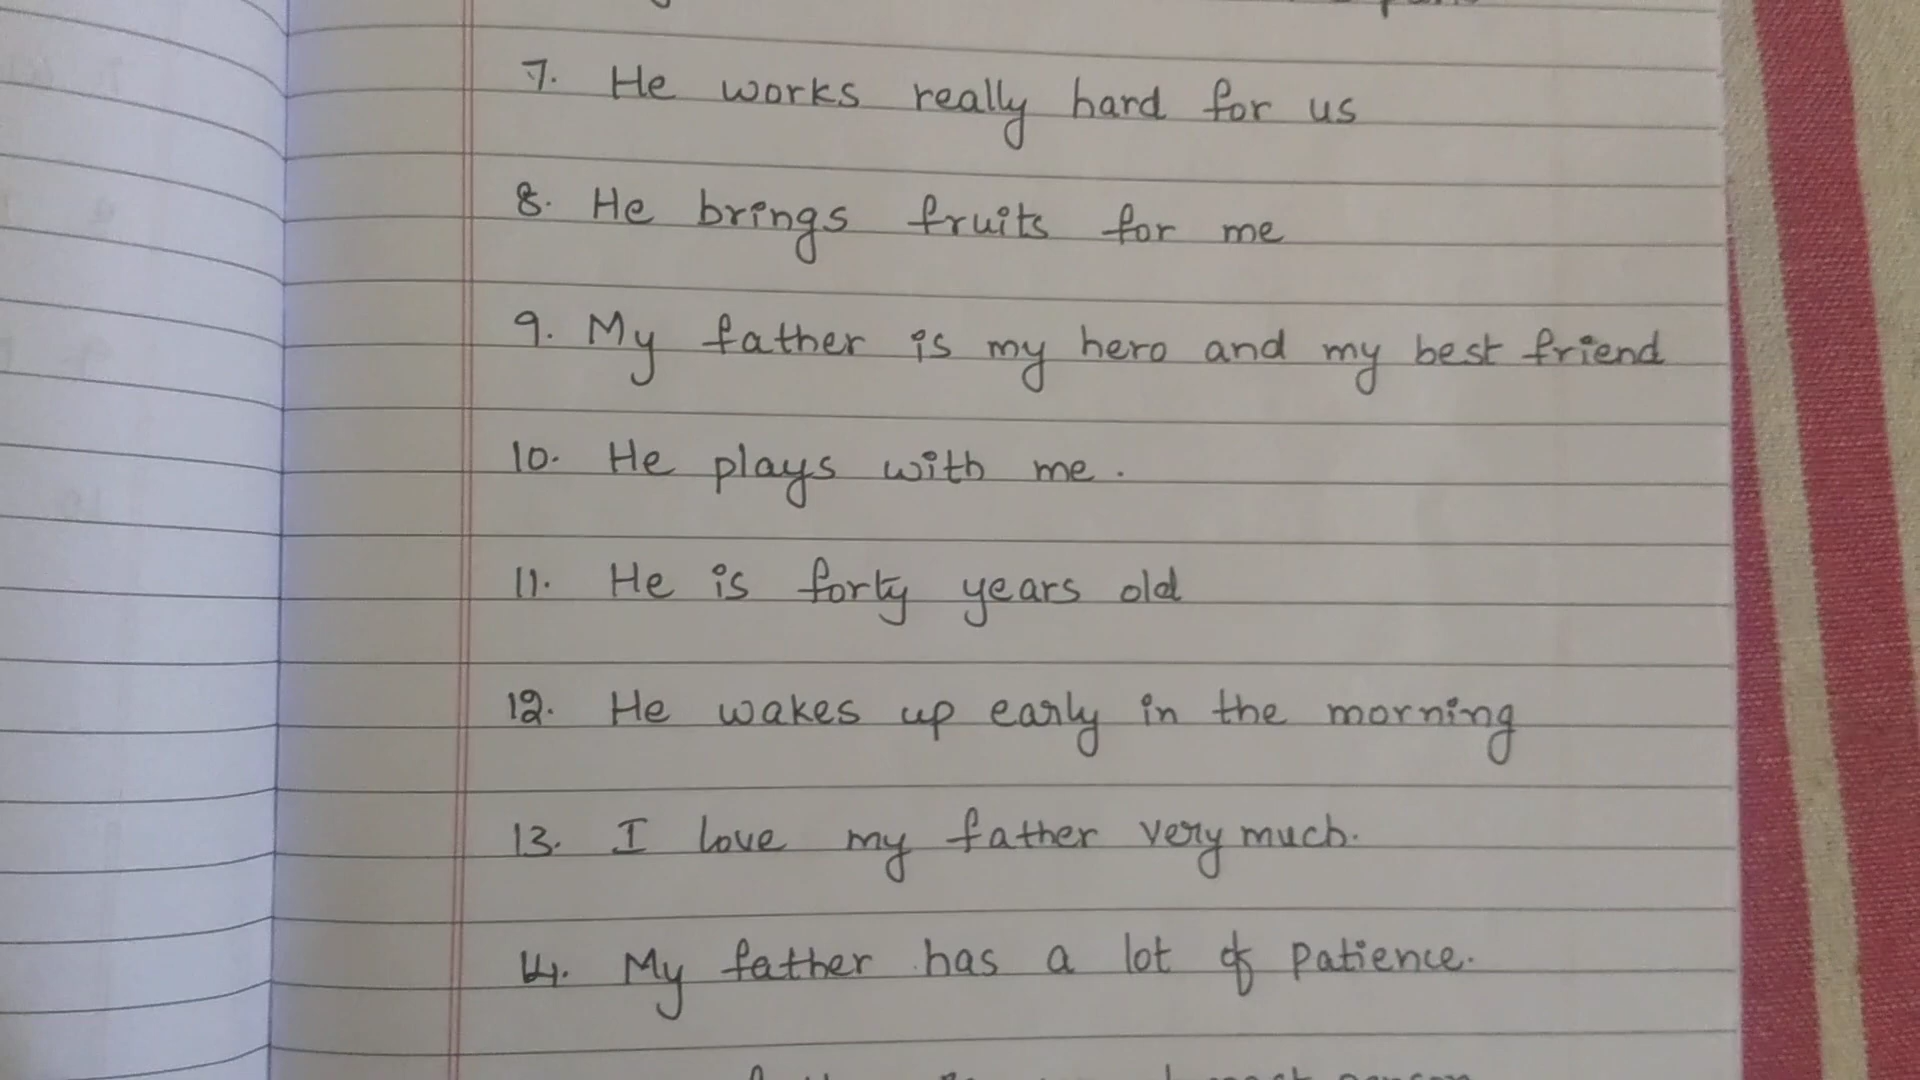 7. He works really hard for us
8. He brings fruits for me
9. My father is my hero and my best friend
10. He plays with me.
11. He is forty years old
12. He wakes up early in the morning
13. I love my father very much.
14. My father has a lot of patience.